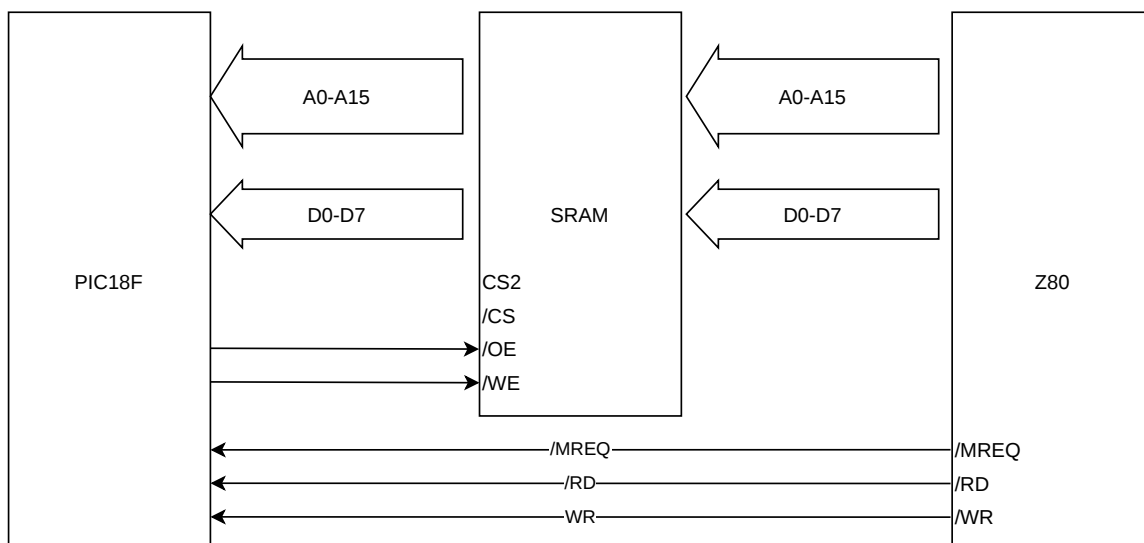 A0-A15
A0-A15
D0-D7
SRAM
D0-D7
PIC18F
CS2
Z80
/CS
/OE
/WE
/MREQ
/MREQ
/RD
/RD
WR
/WR